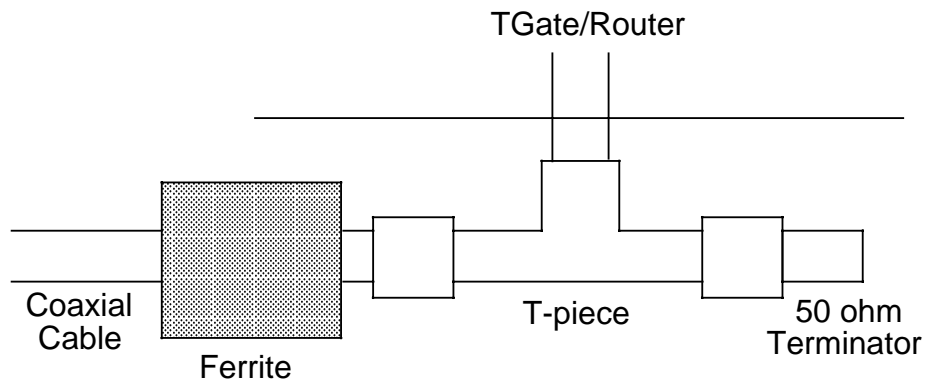 TGate/Router
Coaxial
Cable
Ferrite
T-piece
50 ohm
Terminator